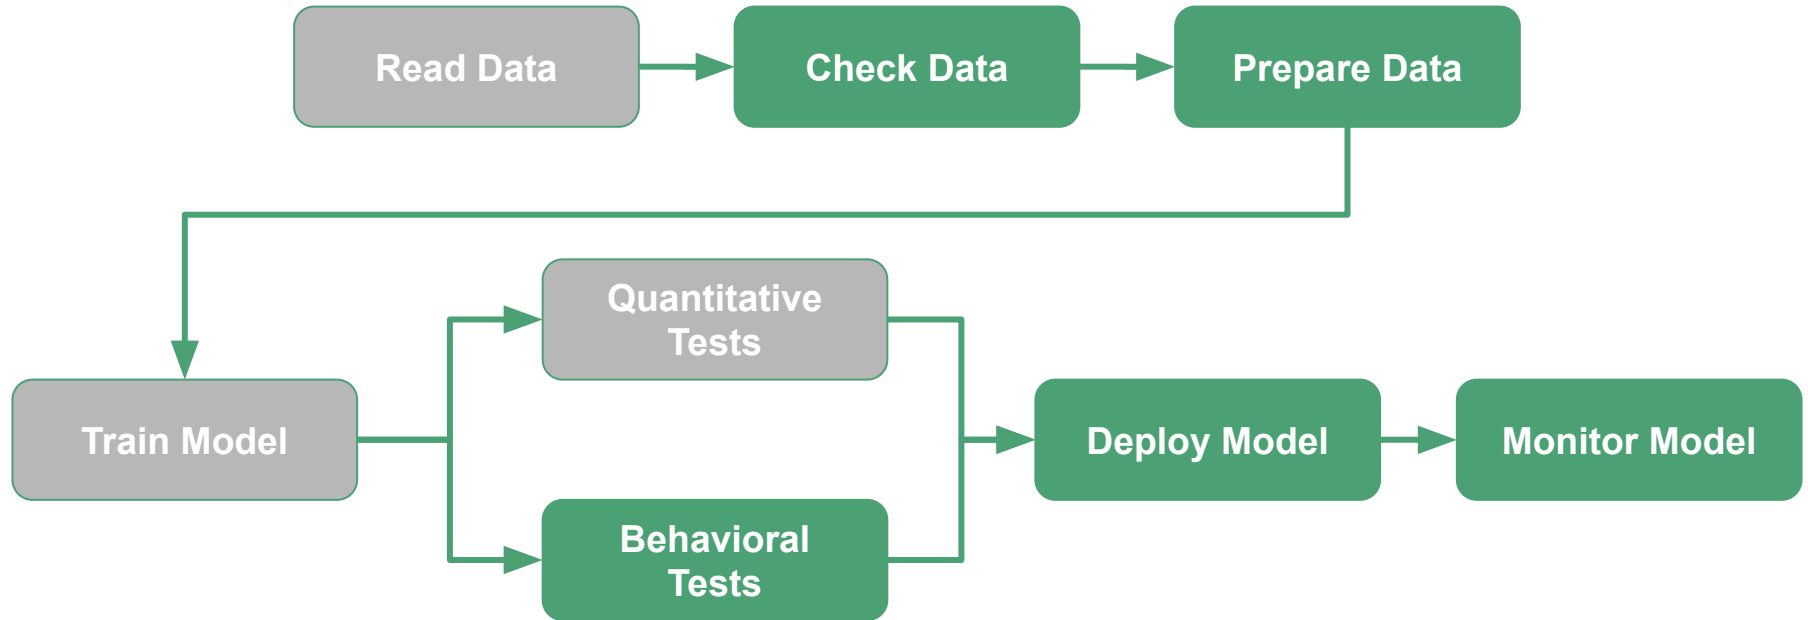 Read Data
Check Data
Prepare Data
Quantitative
Tests
Train Model
Deploy Model
Monitor Model
Behavioral
Tests